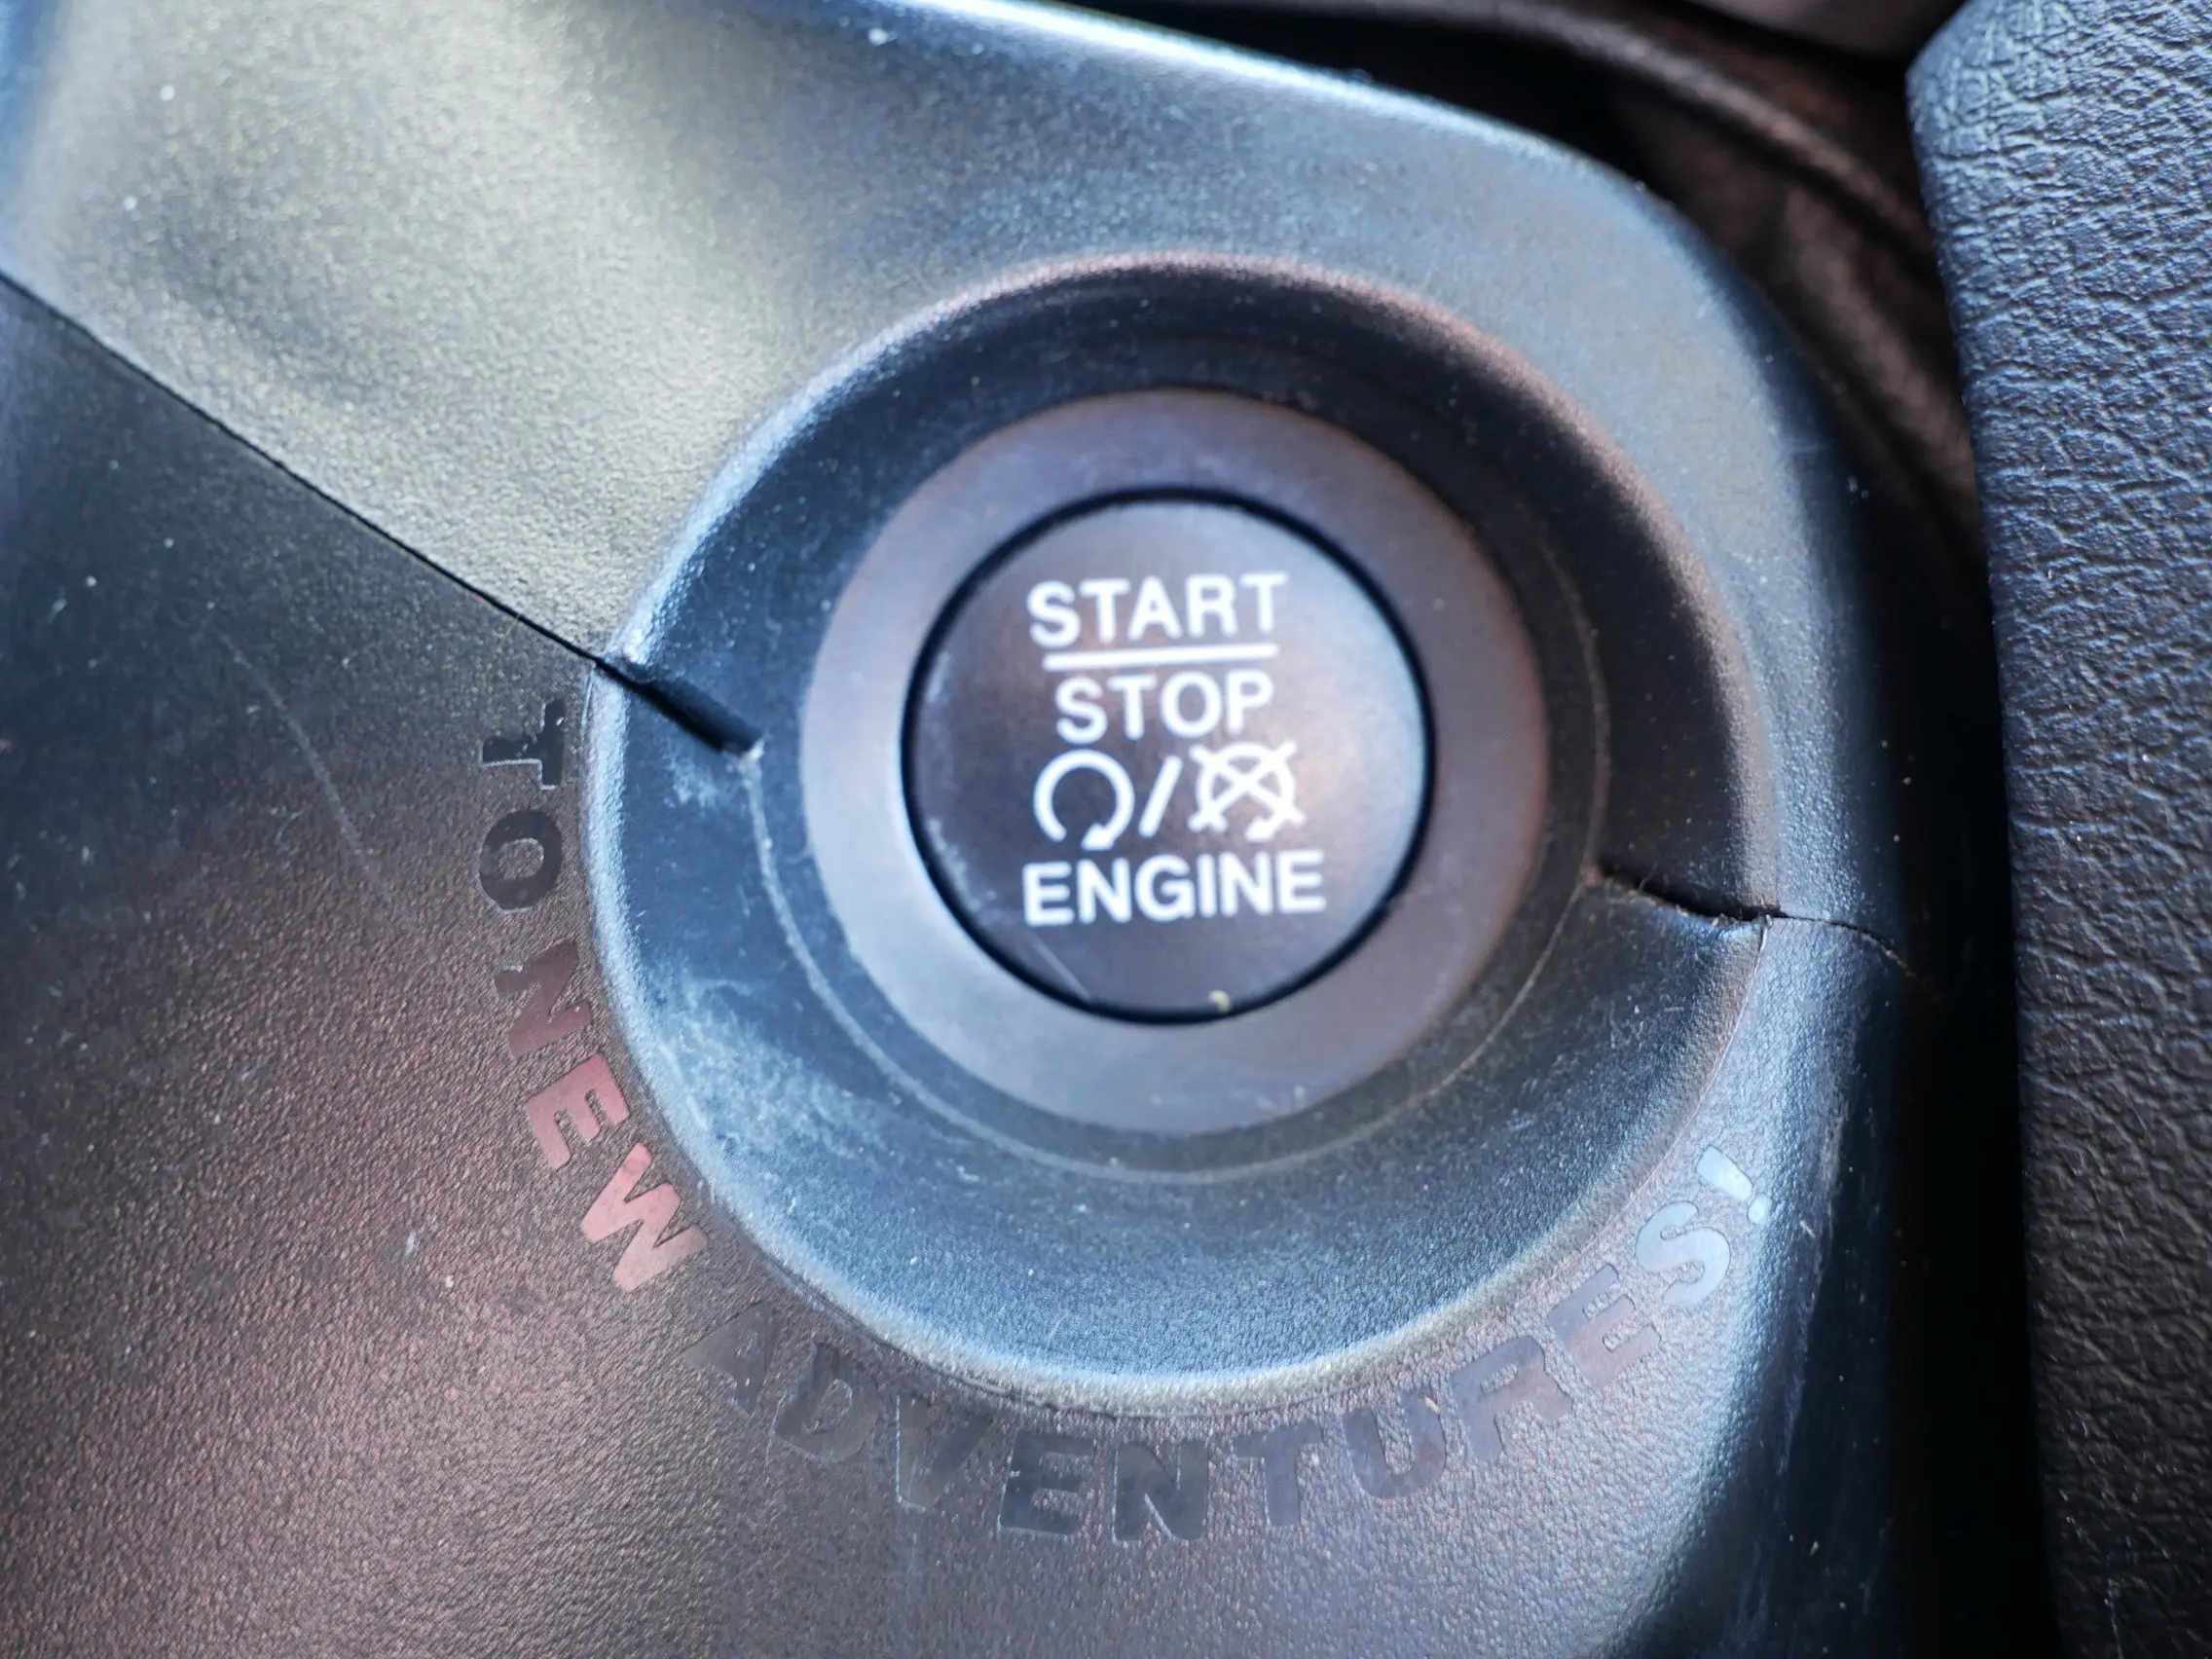 START
STOP
/
ENGINE
TO NEW ADVENTURES!